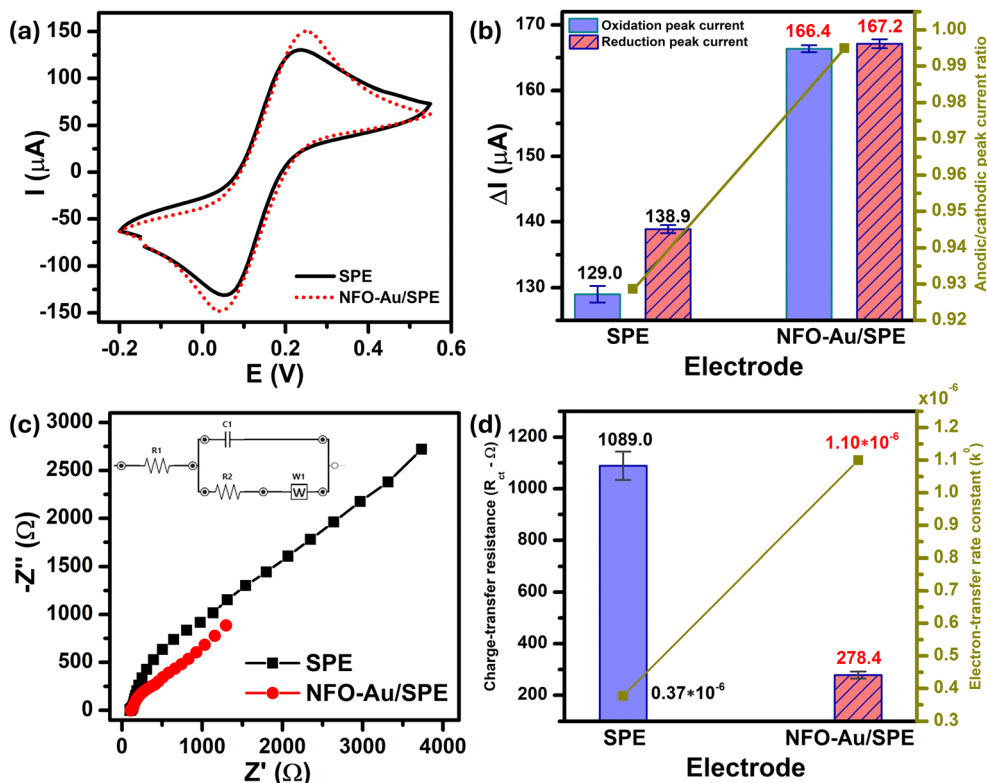 (a)
I (μA)
150
100
50
0
-50
-100
-150
SPE
NFO-Au/SPE
-0.2
0.0
0.2
0.4
0.6
E (V)
(b)
ΔI (μA)
170
160
150
140
130
Oxidation peak current
Reduction peak current
129.0
138.9
166.4
167.2
SPE
NFO-Au/SPE
Electrode
1.00
0.99
0.98
0.97
0.96
0.95
0.94
0.93
0.92
Anodic/cathodic peak current ratio
(c)
-Z'' (Ω)
3000
2500
2000
1500
1000
500
0
R1
C1
R2
W1
W
SPE
NFO-Au/SPE
0
1000
2000
3000
4000
Z' (Ω)
(d)
Charge-transfer resistance (Rct - Ω)
1200
1000
800
600
400
200
1089.0
0.37*10⁻⁶
1.10*10⁻⁶
278.4
SPE
NFO-Au/SPE
Electrode
x10⁻⁶
1.2
1.1
1.0
0.9
0.8
0.7
0.6
0.5
0.4
0.3
Electron-transfer rate constant (k⁰)